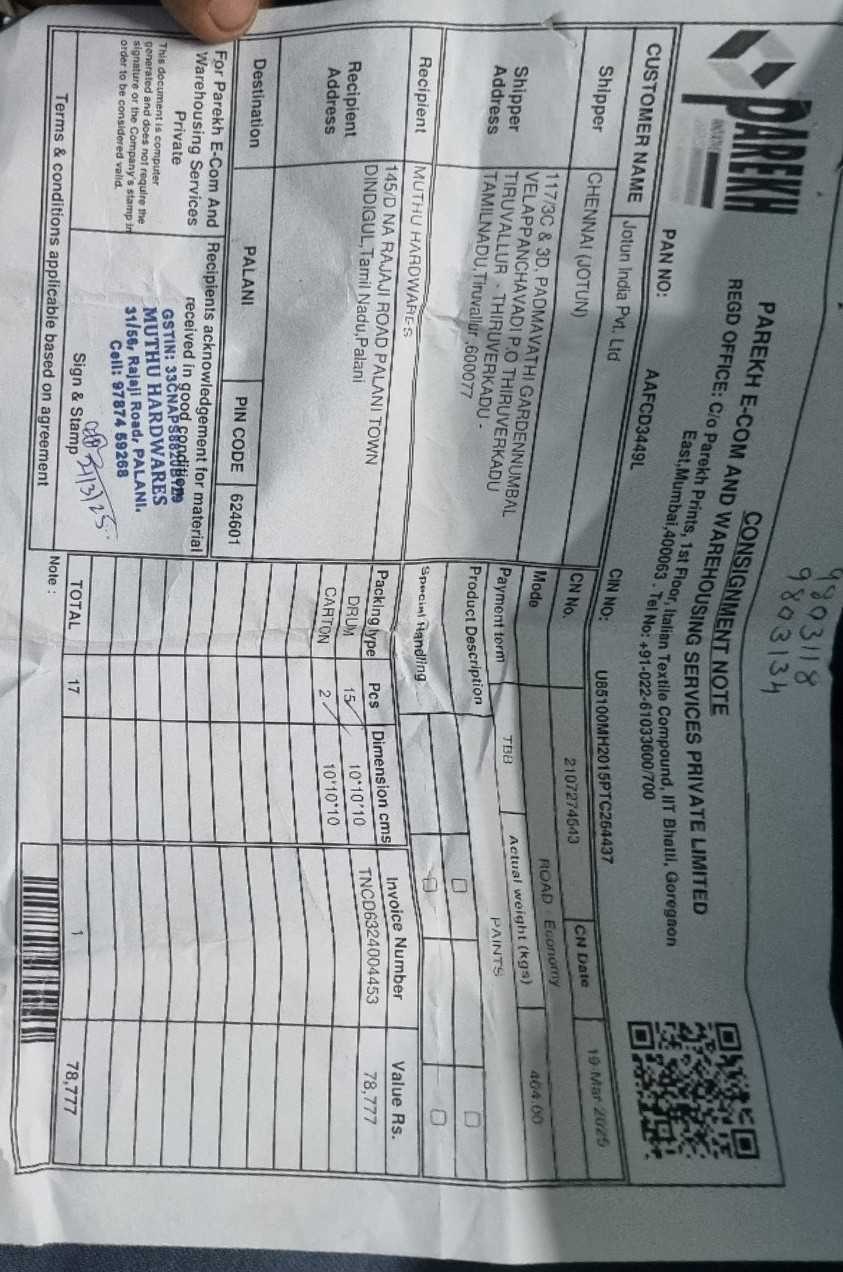 9803118
9803134
PAREKH
CONSIGNMENT NOTE
PAREKH E-COM AND WAREHOUSING SERVICES PRIVATE LIMITED
REGD OFFICE: C/o Parekh Prints, 1st Floor, Italian Textile Compound, IIT Bhatti, Goregaon
East,Mumbai,400063 . Tel No: +91-022-61033600/700
PAN NO: AAFCD3449L CIN NO: U85100MH2015PTC264437
CUSTOMER NAME Jotun India Pvt. Ltd
CN No. 2107274543 CN Date 19-Mar-2025
Shipper CHENNAI (JOTUN)
Mode ROAD - Economy
Shipper Address
117/3C & 3D, PADMAVATHI GARDENNUMBAL
VELAPPANCHAVADI P.O THIRUVERKADU
TIRUVALLUR - THIRUVERKADU -
TAMILNADU,Tiruvallur ,600077
Payment term TBB Actual weight (kgs) 464.00
Product Description PAINTS
Special Handling
Recipient MUTHU HARDWARES
Recipient Address
145/D NA RAJAJI ROAD PALANI TOWN
DINDIGUL,Tamil Nadu,Palani
Packing type Pcs Dimension cms Invoice Number Value Rs.
DRUM 15 10*10*10 TNCD6324004453 78,777
CARTON 2 10*10*10
Destination PALANI PIN CODE 624601
For Parekh E-Com And
Warehousing Services
Private
This document is computer
generated and does not require the
signature or the Company's stamp in
order to be considered valid.
Recipients acknowledgement for material
received in good condition
MUTHU HARDWARES
31/56, Rajaji Road, PALANI.
Cell: 97874 59268
31/3/25
Sign & Stamp
TOTAL 17 1 78,777
Terms & conditions applicable based on agreement
Note :